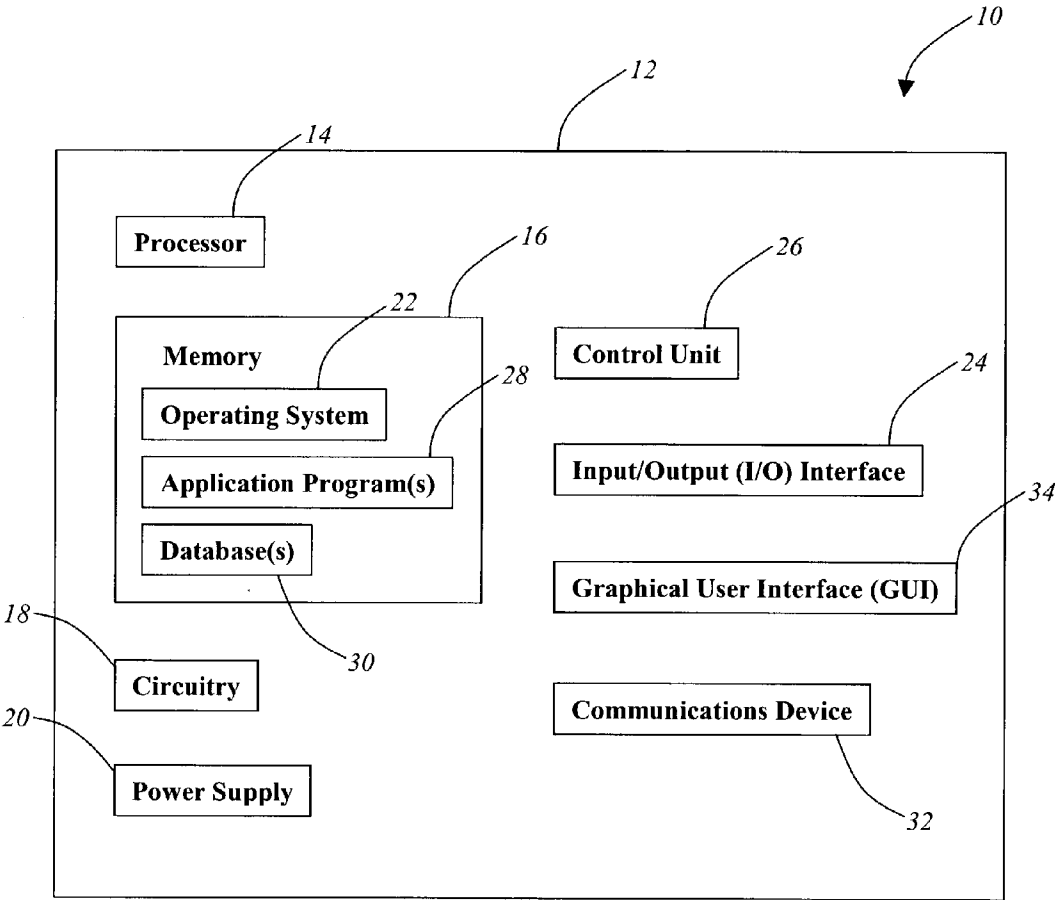 10
12
14
Processor
16
26
22
Memory
Control Unit
28
24
Operating System
Application Program(s)
Input/Output (I/O) Interface
34
Database(s)
Graphical User Interface (GUI)
18
30
Circuitry
Communications Device
20
Power Supply
32